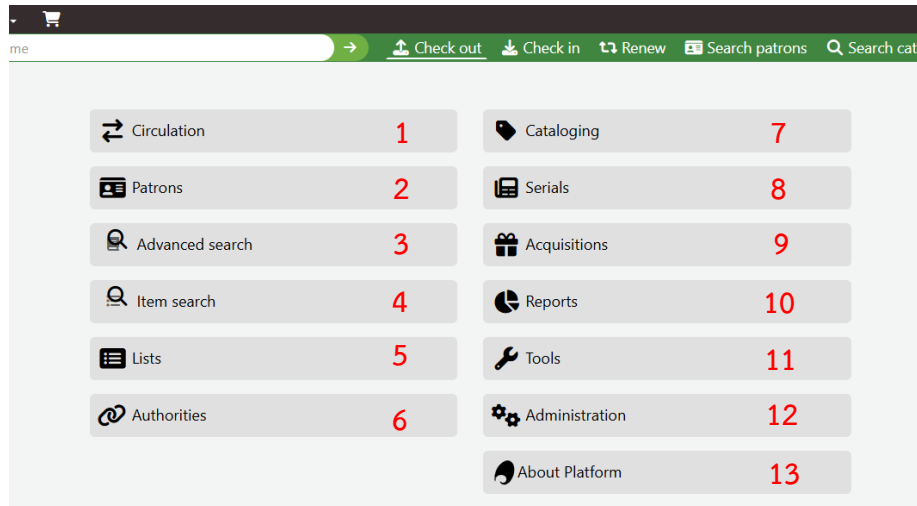 me
Check out Check in Renew Search patrons Search cat
Circulation 1
Patrons 2
Advanced search 3
Item search 4
Lists 5
Authorities 6
Cataloging 7
Serials 8
Acquisitions 9
Reports 10
Tools 11
Administration 12
About Platform 13